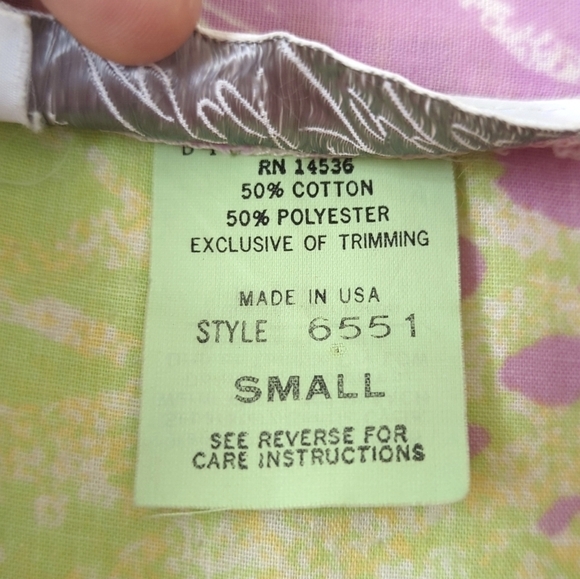 RN 14536
50% COTTON
50% POLYESTER
EXCLUSIVE OF TRIMMING
MADE IN USA
STYLE 6551
SMALL
SEE REVERSE FOR
CARE INSTRUCTIONS